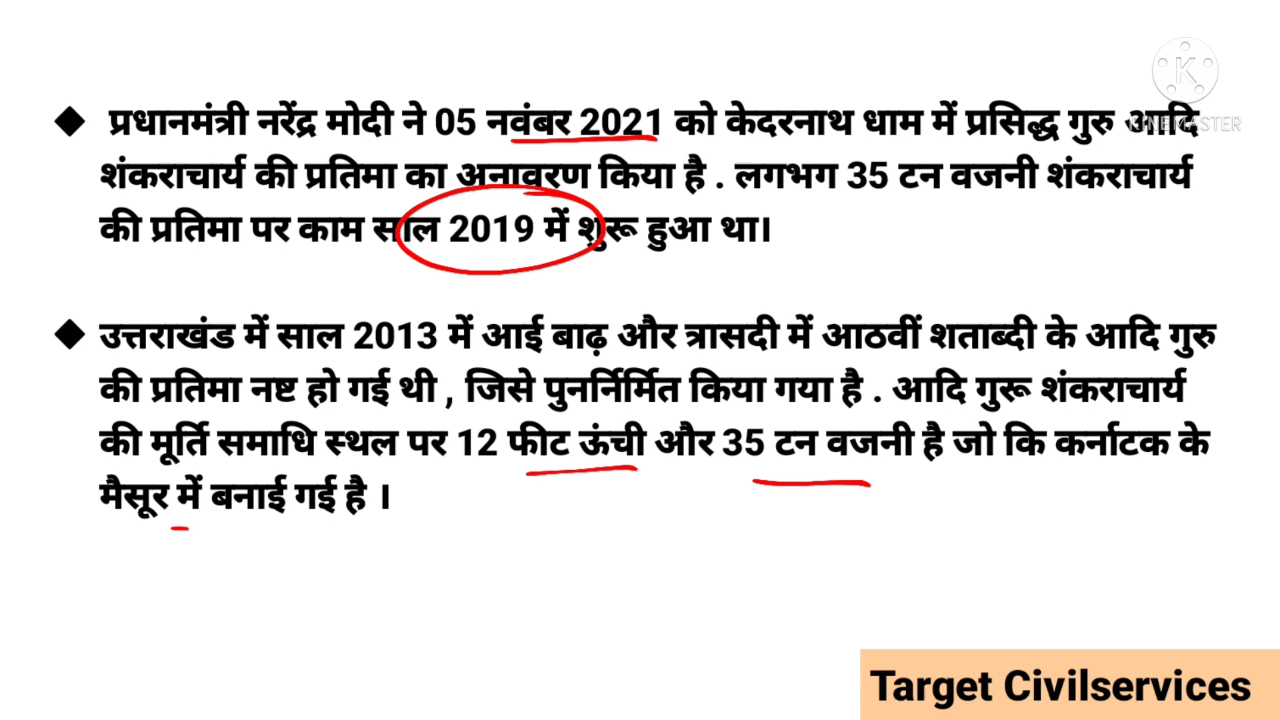 K
KINEMASTER
◆ प्रधानमंत्री नरेंद्र मोदी ने 05 नवंबर 2021 को केदरनाथ धाम में प्रसिद्ध गुरु आदि
शंकराचार्य की प्रतिमा का अनावरण किया है . लगभग 35 टन वजनी शंकराचार्य
की प्रतिमा पर काम साल 2019 में शुरू हुआ था।
◆ उत्तराखंड में साल 2013 में आई बाढ़ और त्रासदी में आठवीं शताब्दी के आदि गुरु
की प्रतिमा नष्ट हो गई थी , जिसे पुनर्निर्मित किया गया है . आदि गुरू शंकराचार्य
की मूर्ति समाधि स्थल पर 12 फीट ऊंची और 35 टन वजनी है जो कि कर्नाटक के
मैसूर में बनाई गई है ।
Target Civilservices